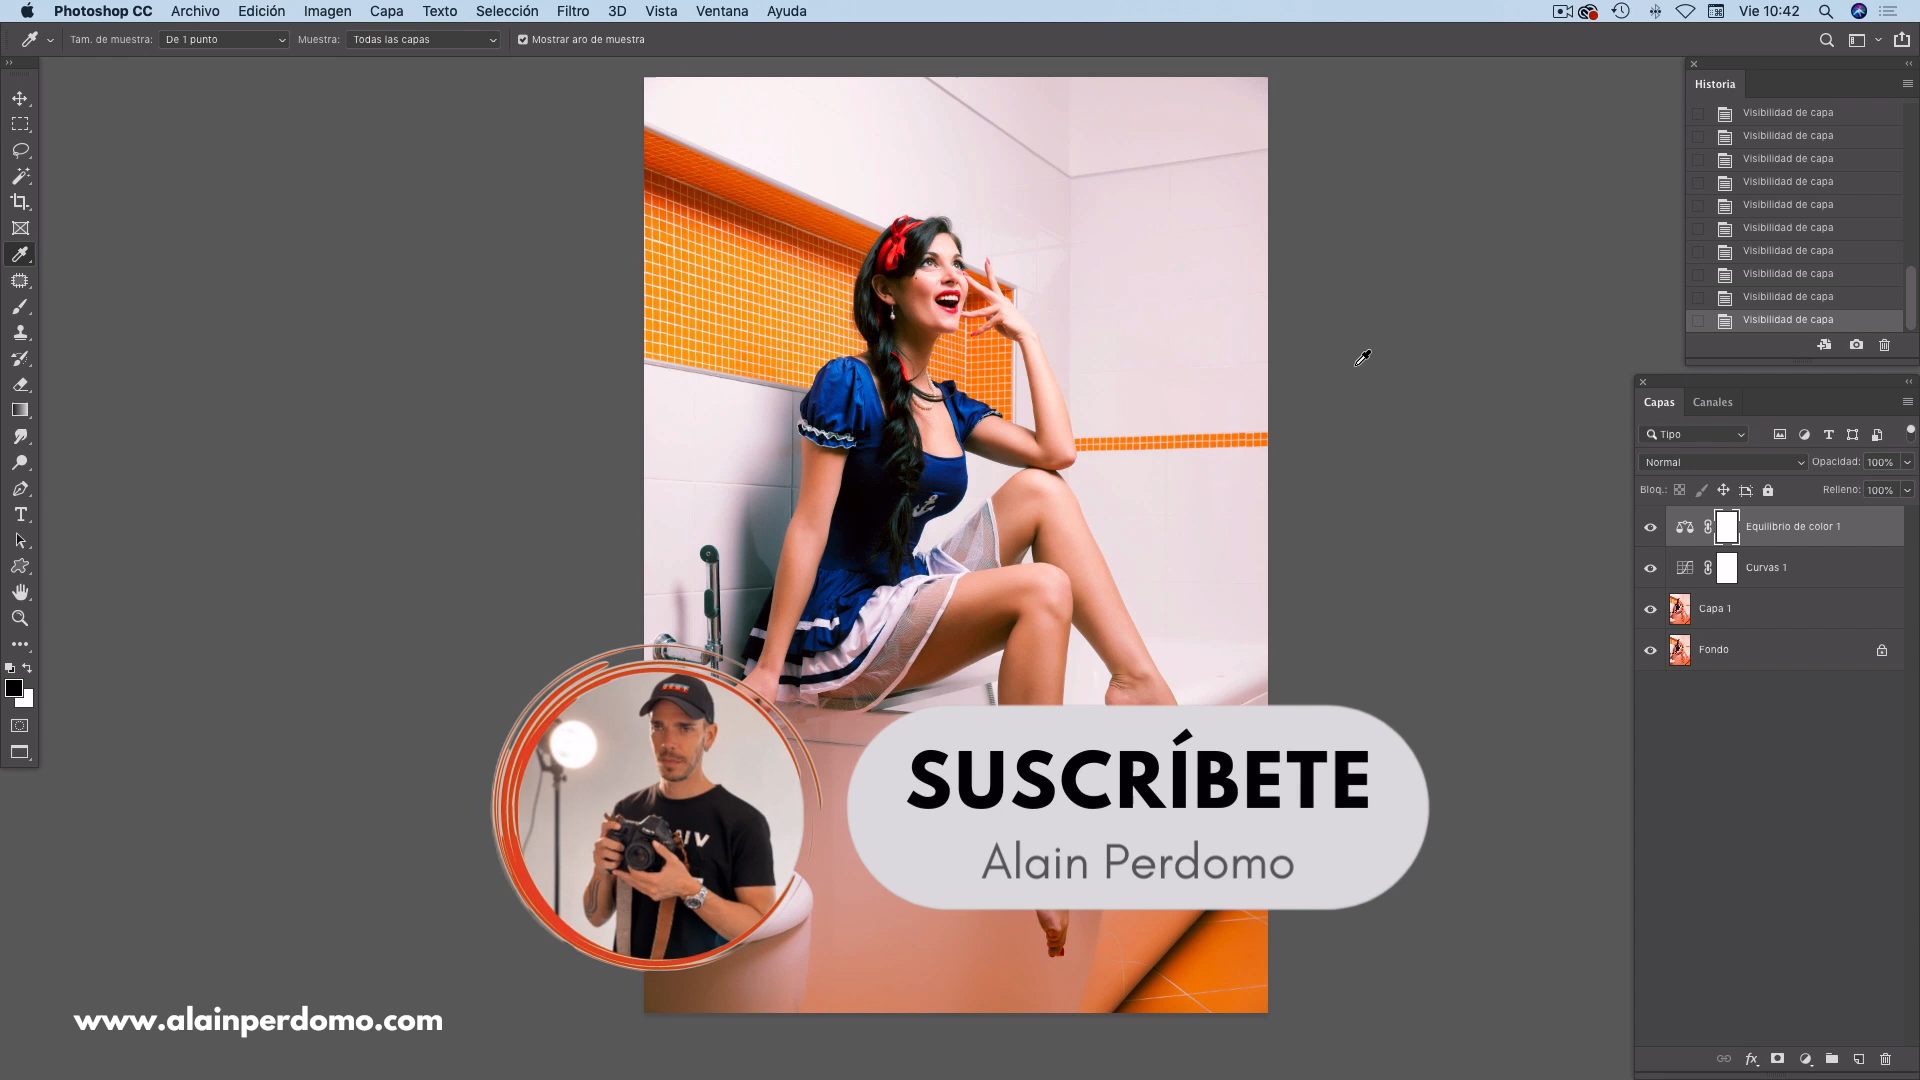 Photoshop CC Archivo Edición Imagen Capa Texto Selección Filtro 3D Vista Ventana Ayuda Vie 10:42
Tam. de muestra: De 1 punto Muestra: Todas las capas Mostrar aro de muestra
Historia
Visibilidad de capa
Visibilidad de capa
Visibilidad de capa
Visibilidad de capa
Visibilidad de capa
Visibilidad de capa
Visibilidad de capa
Visibilidad de capa
Visibilidad de capa
Visibilidad de capa
Capas Canales
Tipo
Normal Opacidad: 100%
Bloq.: Relleno: 100%
Equilibrio de color 1
Curvas 1
Capa 1
Fondo
SUSCRÍBETE
Alain Perdomo
www.alainperdomo.com